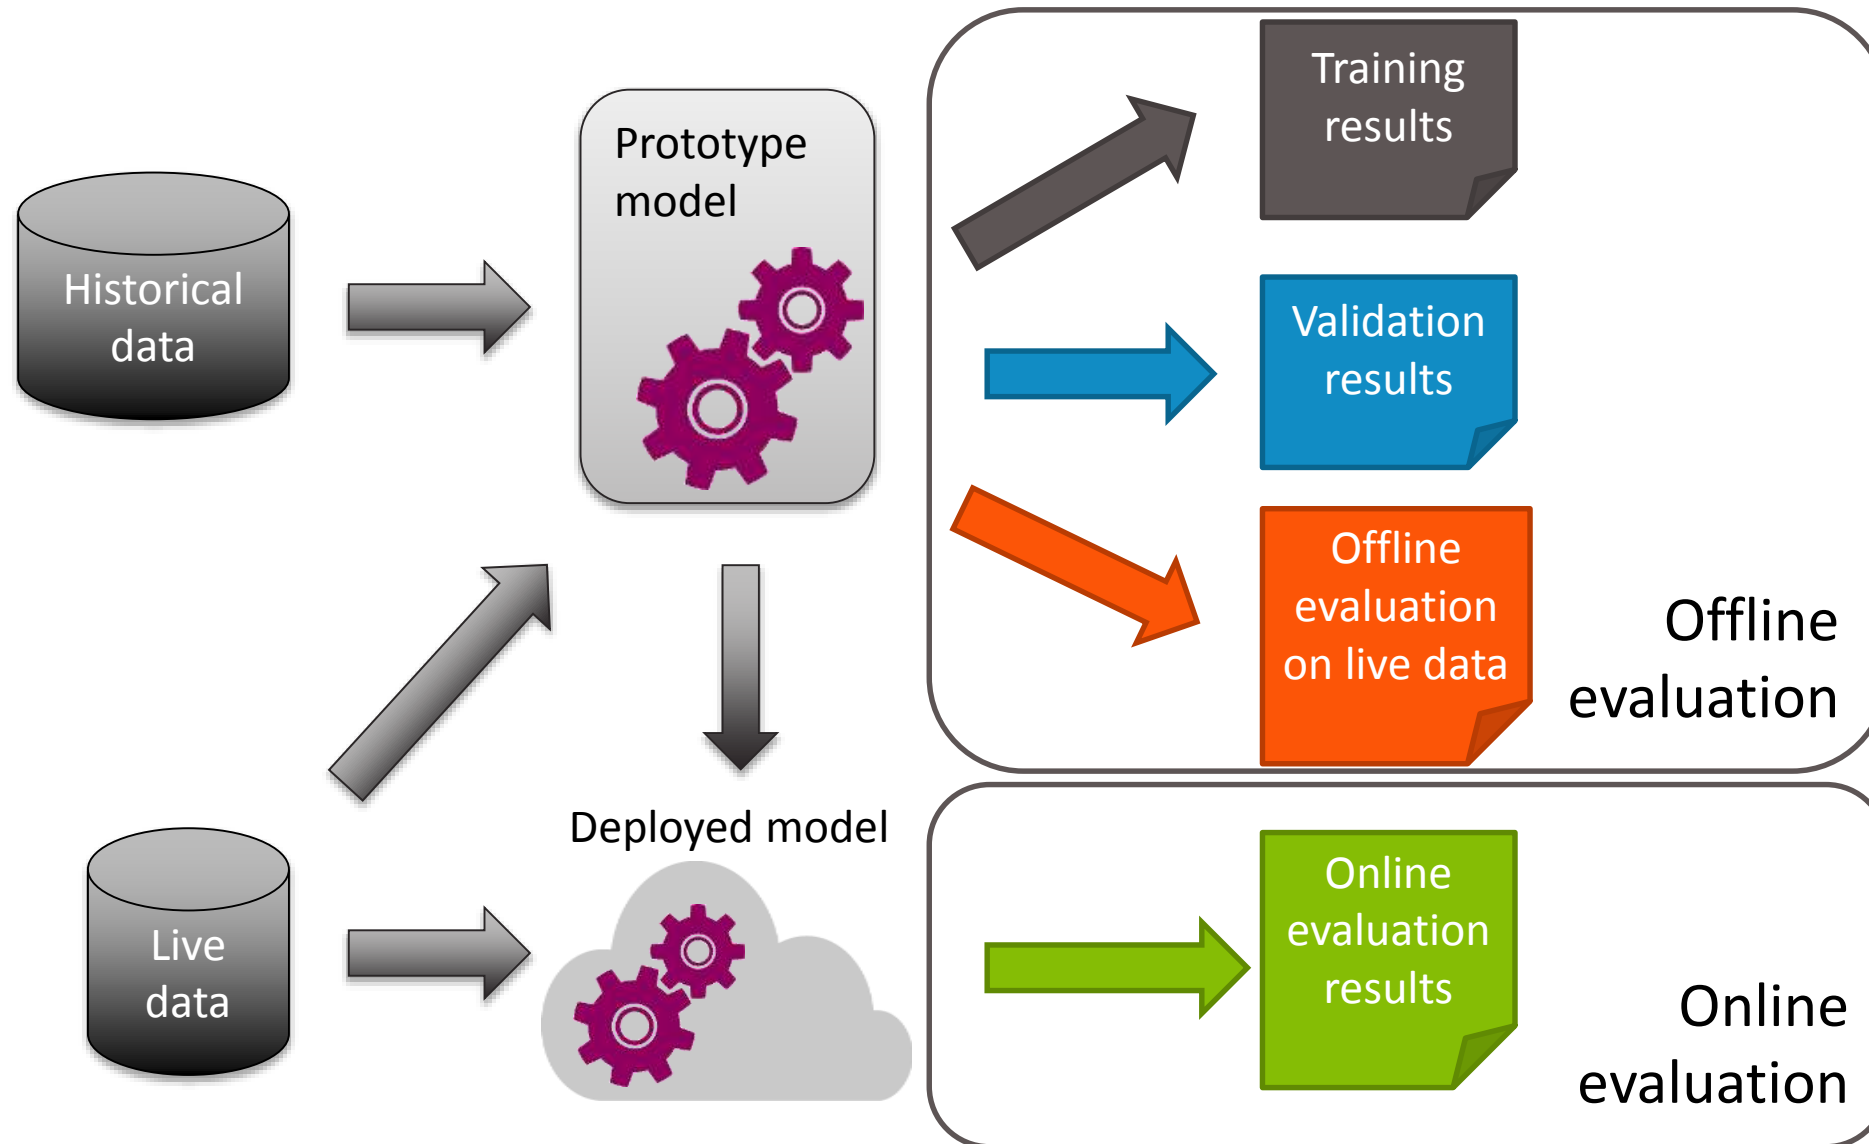 Historical
data
Prototype
model
Training
results
Validation
results
Offline
evaluation
on live data
Offline
evaluation
Live
data
Deployed model
Online
evaluation
results
Online
evaluation